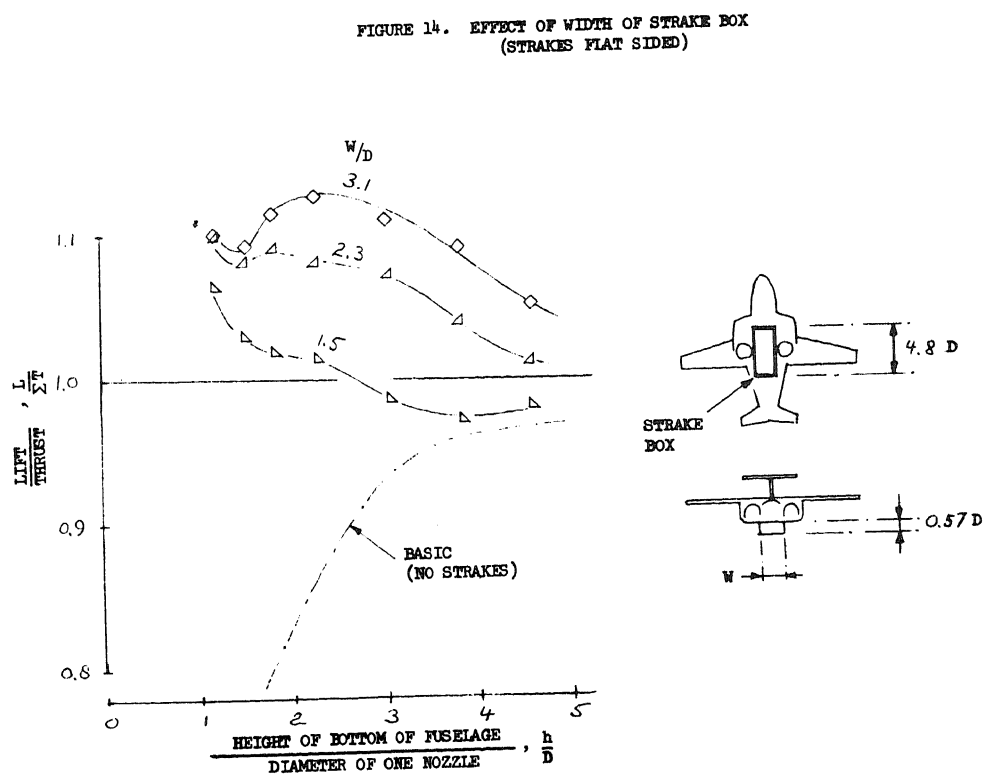 FIGURE 14. EFFECT OF WIDTH OF STRAKE BOX
(STRAKES FLAT SIDED)
W/D
3.1
2.3
1.5
1.1
1.0
0.9
0.8
LIFT / THRUST , L / ΣT
BASIC
(NO STRAKES)
0 1 2 3 4 5
HEIGHT OF BOTTOM OF FUSELAGE / DIAMETER OF ONE NOZZLE , h / D
4.8 D
STRAKE
BOX
0.57 D
W